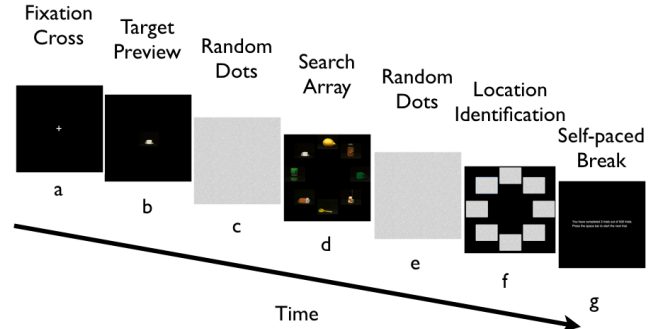 Fixation
Cross
Target
Preview
Random
Dots
Search
Array
Random
Dots
Location
Identification
Self-paced
Break
a
b
c
d
e
f
g
Time